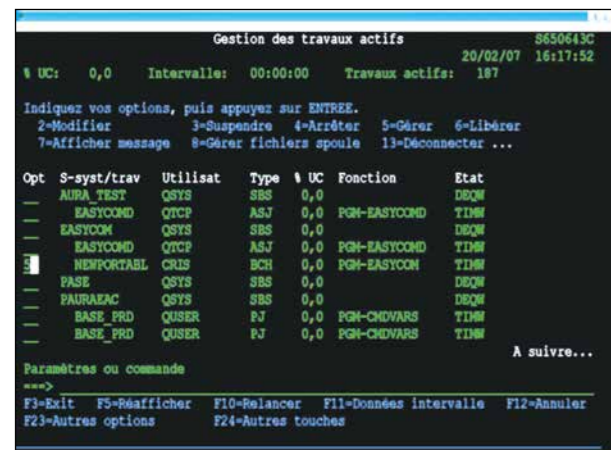 Gestion des travaux actifs S650643C
20/02/07 16:17:52
% UC: 0,0 Intervalle: 00:00:00 Travaux actifs: 187
Indiquez vos options, puis appuyez sur ENTREE.
2=Modifier 3=Suspendre 4=Arrêter 5=Gérer 6=Libérer
7=Afficher message 8=Gérer fichiers spoule 13=Déconnecter ...
Opt S-syst/trav Utilisat Type % UC Fonction Etat
AURA_TEST QSYS SBS 0,0 DEQW
EASYCOMD QTCP ASJ 0,0 PGM-EASYCOMD TIMW
EASYCOM QSYS SBS 0,0 DEQW
EASYCOMD QTCP ASJ 0,0 PGM-EASYCOMD TIMW
5 NEWPORTABL CRIS BCH 0,0 PGM-EASYCOM TIMW
PASE QSYS SBS 0,0 DEQW
PAURAEAC QSYS SBS 0,0 DEQW
BASE_PRD QUSER PJ 0,0 PGM-CMDVARS TIMW
BASE_PRD QUSER PJ 0,0 PGM-CMDVARS TIMW
A suivre...
Paramètres ou commande
===>
F3=Exit F5=Réafficher F10=Relancer F11=Données intervalle F12=Annuler
F23=Autres options F24=Autres touches